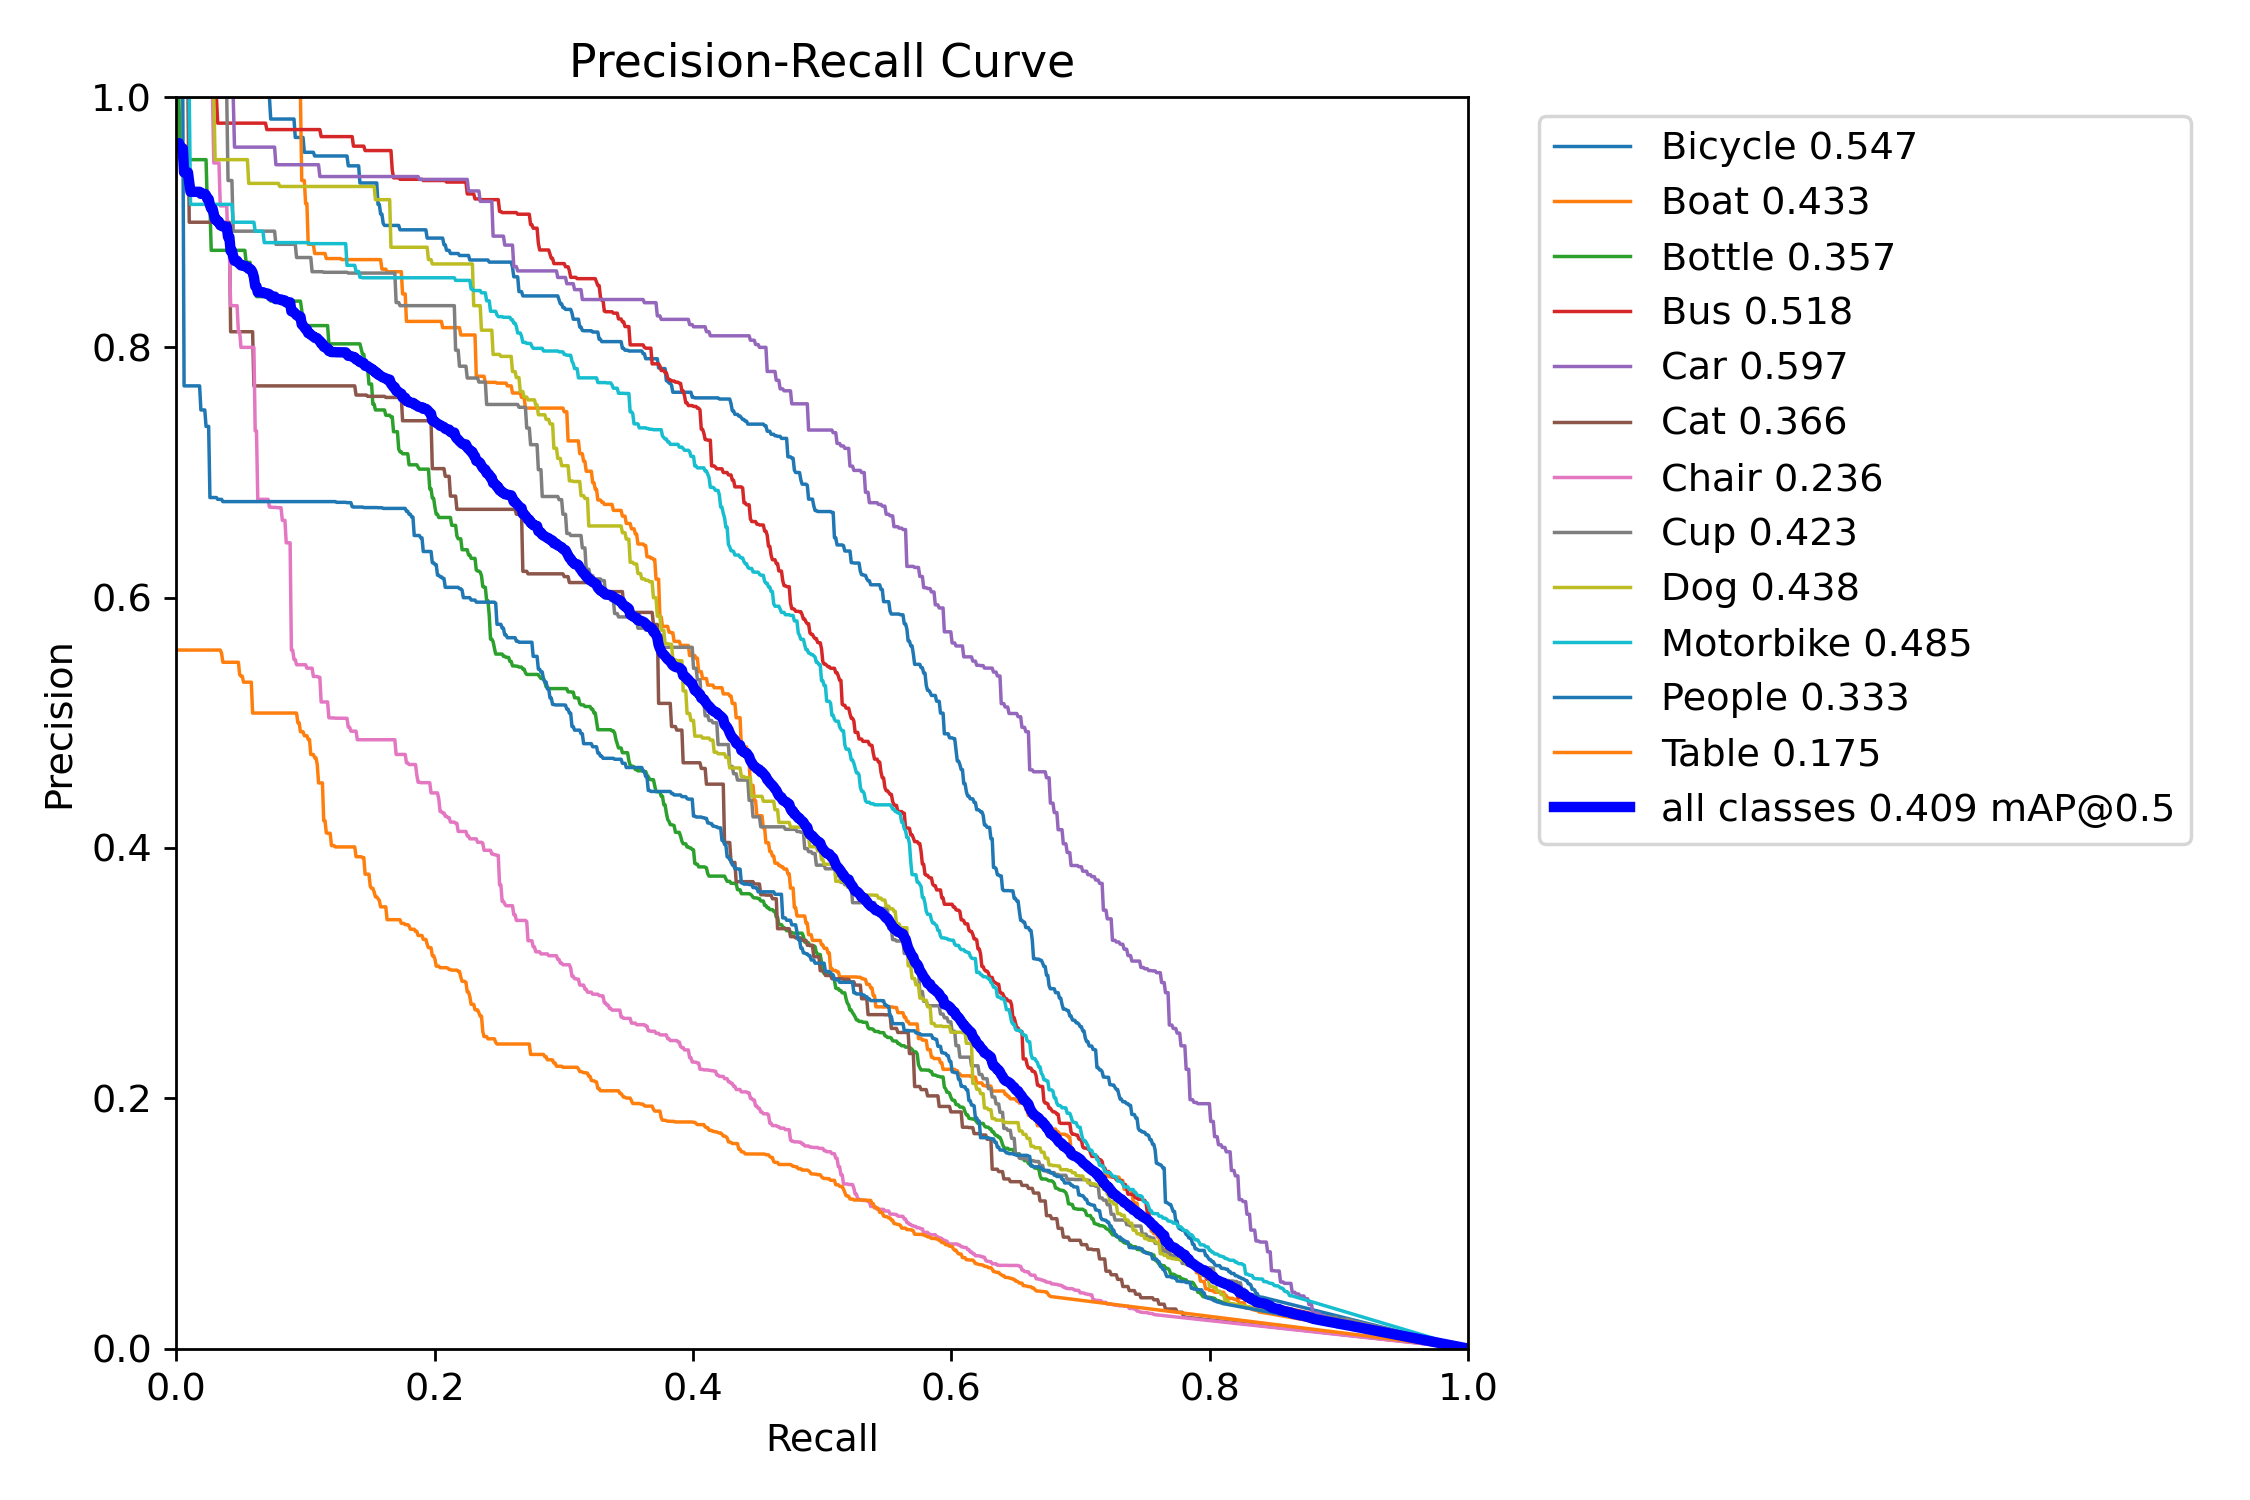 Precision-Recall Curve
1.0
0.8
0.6
0.4
0.2
0.0
Precision
0.0 0.2 0.4 0.6 0.8 1.0
Recall
Bicycle 0.547
Boat 0.433
Bottle 0.357
Bus 0.518
Car 0.597
Cat 0.366
Chair 0.236
Cup 0.423
Dog 0.438
Motorbike 0.485
People 0.333
Table 0.175
all classes 0.409 mAP@0.5